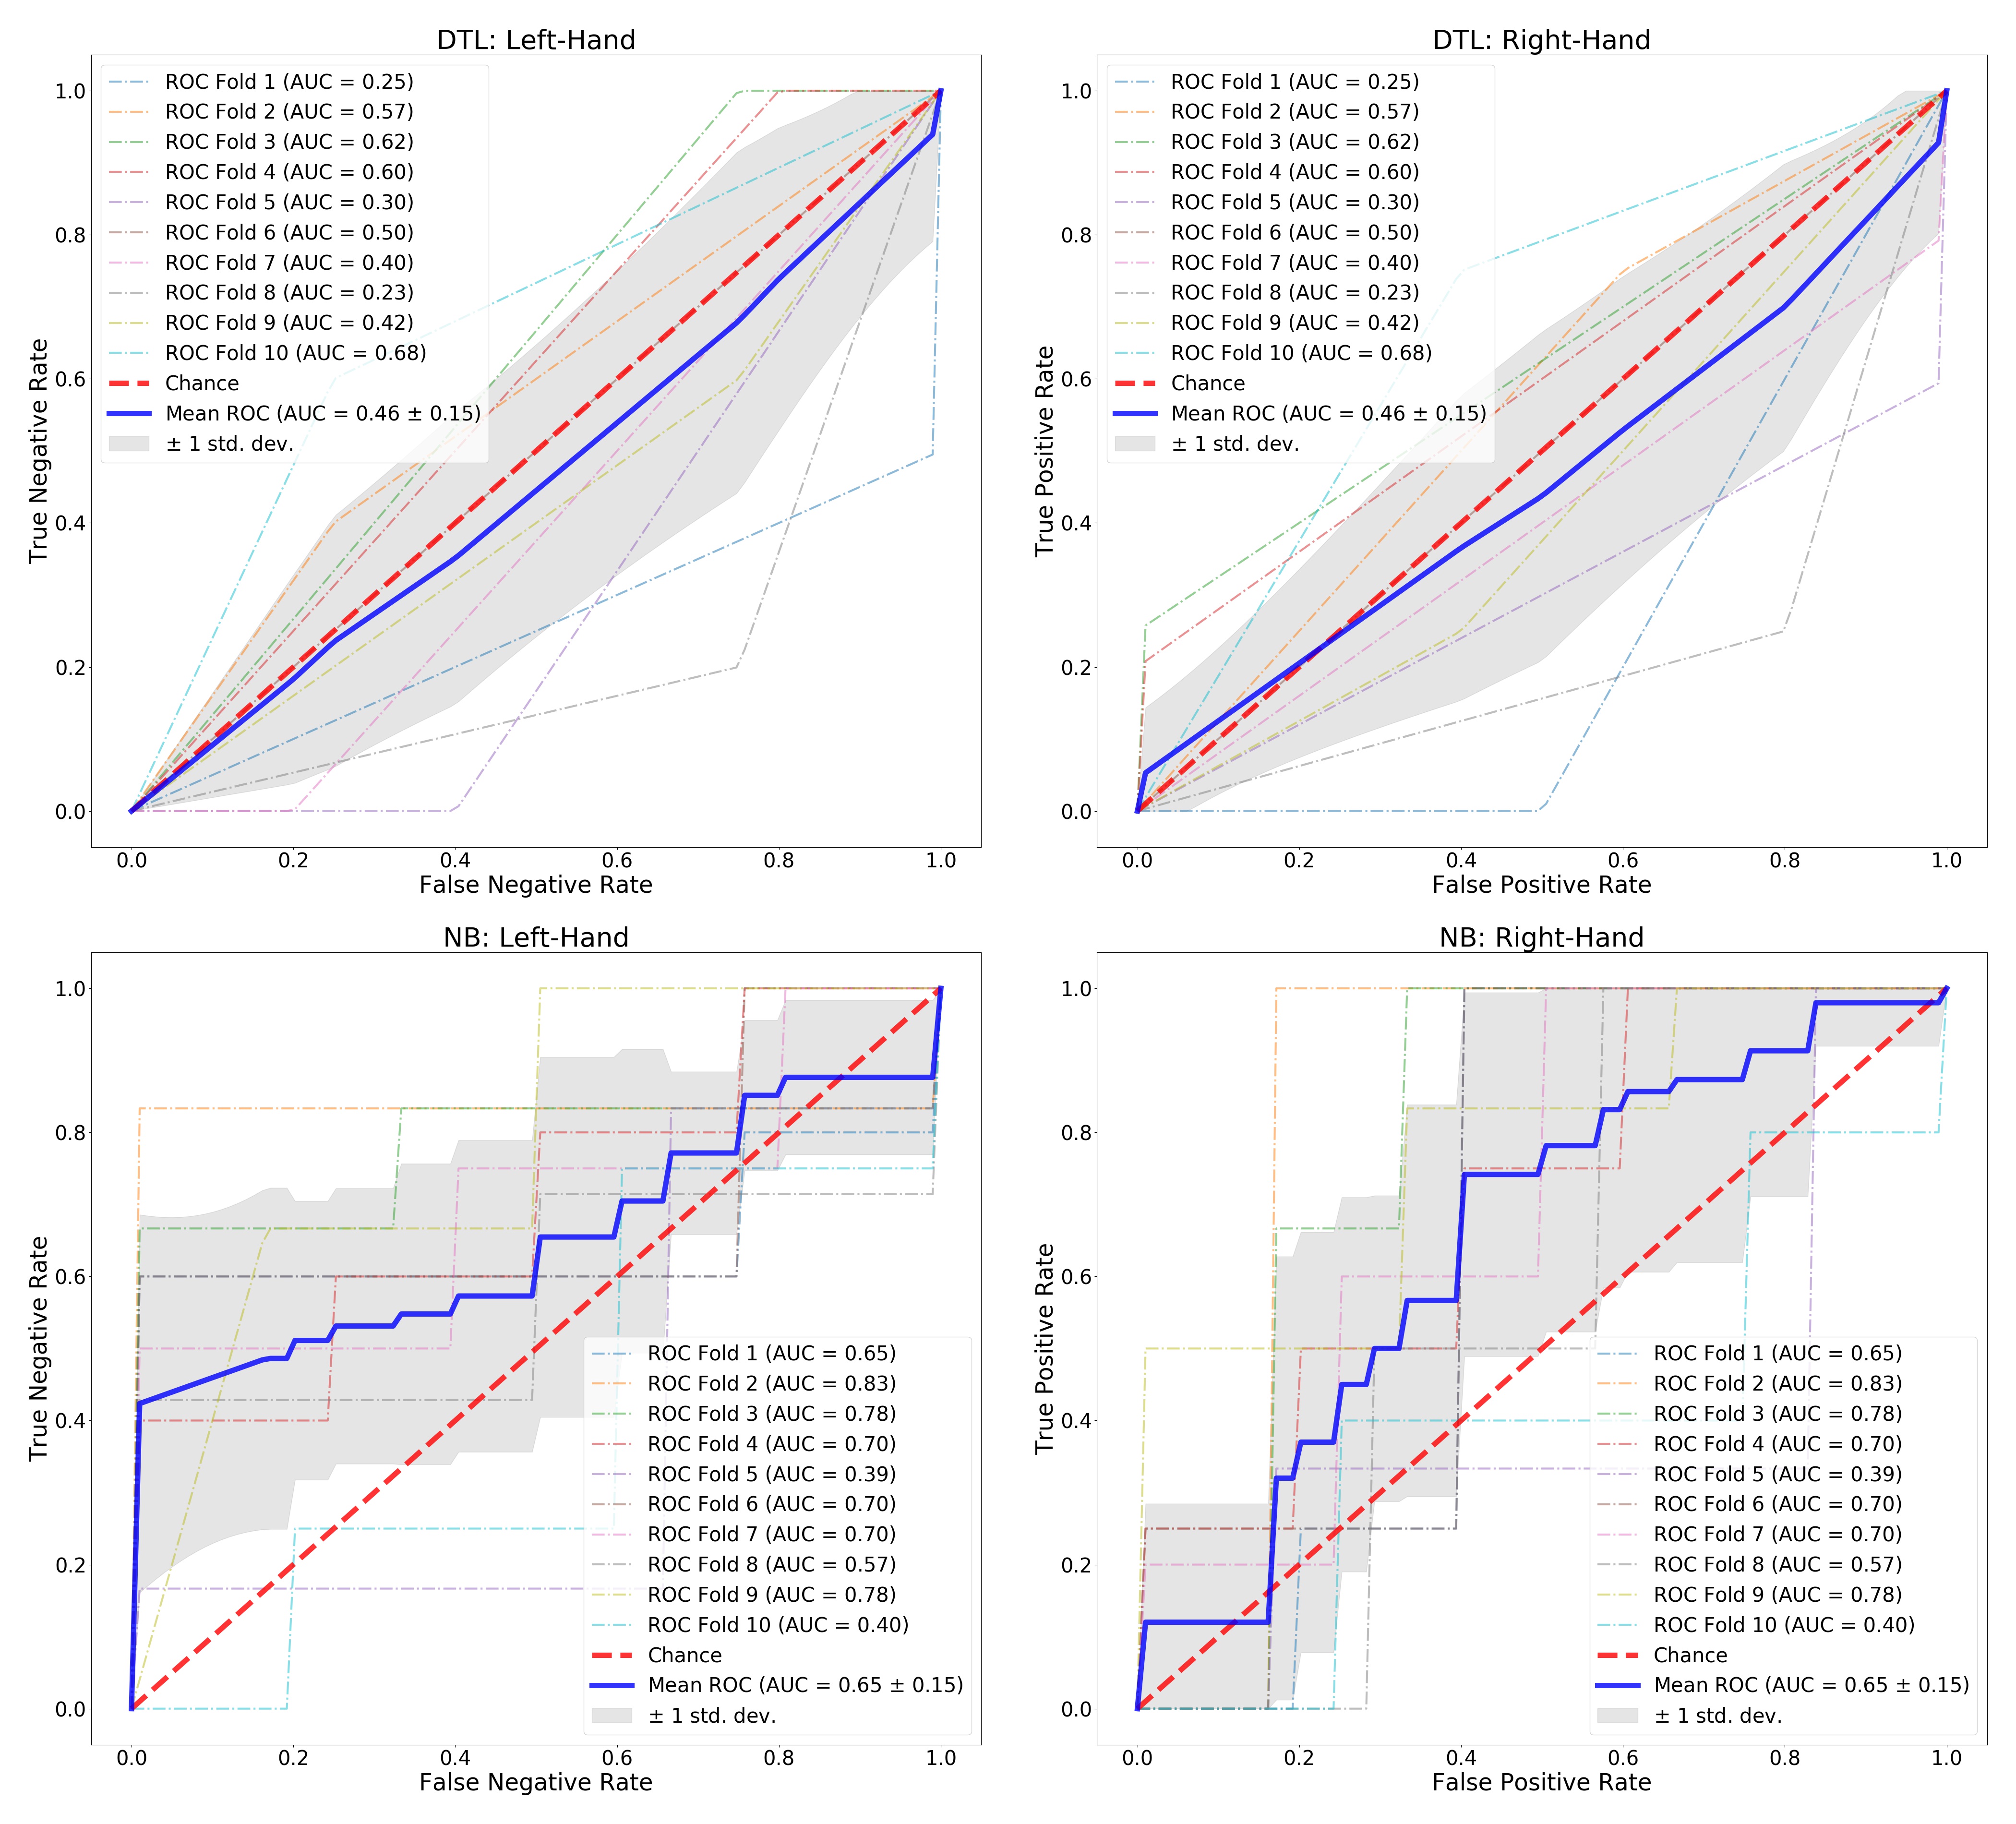 DTL: Left-Hand
1.0
0.8
0.6
0.4
0.2
0.0
True Negative Rate
ROC Fold 1 (AUC = 0.25)
ROC Fold 2 (AUC = 0.57)
ROC Fold 3 (AUC = 0.62)
ROC Fold 4 (AUC = 0.60)
ROC Fold 5 (AUC = 0.30)
ROC Fold 6 (AUC = 0.50)
ROC Fold 7 (AUC = 0.40)
ROC Fold 8 (AUC = 0.23)
ROC Fold 9 (AUC = 0.42)
ROC Fold 10 (AUC = 0.68)
Chance
Mean ROC (AUC = 0.46 ± 0.15)
± 1 std. dev.
0.0 0.2 0.4 0.6 0.8 1.0
False Negative Rate
DTL: Right-Hand
1.0
0.8
0.6
0.4
0.2
0.0
True Positive Rate
ROC Fold 1 (AUC = 0.25)
ROC Fold 2 (AUC = 0.57)
ROC Fold 3 (AUC = 0.62)
ROC Fold 4 (AUC = 0.60)
ROC Fold 5 (AUC = 0.30)
ROC Fold 6 (AUC = 0.50)
ROC Fold 7 (AUC = 0.40)
ROC Fold 8 (AUC = 0.23)
ROC Fold 9 (AUC = 0.42)
ROC Fold 10 (AUC = 0.68)
Chance
Mean ROC (AUC = 0.46 ± 0.15)
± 1 std. dev.
0.0 0.2 0.4 0.6 0.8 1.0
False Positive Rate
NB: Left-Hand
1.0
0.8
0.6
0.4
0.2
0.0
True Negative Rate
ROC Fold 1 (AUC = 0.65)
ROC Fold 2 (AUC = 0.83)
ROC Fold 3 (AUC = 0.78)
ROC Fold 4 (AUC = 0.70)
ROC Fold 5 (AUC = 0.39)
ROC Fold 6 (AUC = 0.70)
ROC Fold 7 (AUC = 0.70)
ROC Fold 8 (AUC = 0.57)
ROC Fold 9 (AUC = 0.78)
ROC Fold 10 (AUC = 0.40)
Chance
Mean ROC (AUC = 0.65 ± 0.15)
± 1 std. dev.
0.0 0.2 0.4 0.6 0.8 1.0
False Negative Rate
NB: Right-Hand
1.0
0.8
0.6
0.4
0.2
0.0
True Positive Rate
ROC Fold 1 (AUC = 0.65)
ROC Fold 2 (AUC = 0.83)
ROC Fold 3 (AUC = 0.78)
ROC Fold 4 (AUC = 0.70)
ROC Fold 5 (AUC = 0.39)
ROC Fold 6 (AUC = 0.70)
ROC Fold 7 (AUC = 0.70)
ROC Fold 8 (AUC = 0.57)
ROC Fold 9 (AUC = 0.78)
ROC Fold 10 (AUC = 0.40)
Chance
Mean ROC (AUC = 0.65 ± 0.15)
± 1 std. dev.
0.0 0.2 0.4 0.6 0.8 1.0
False Positive Rate